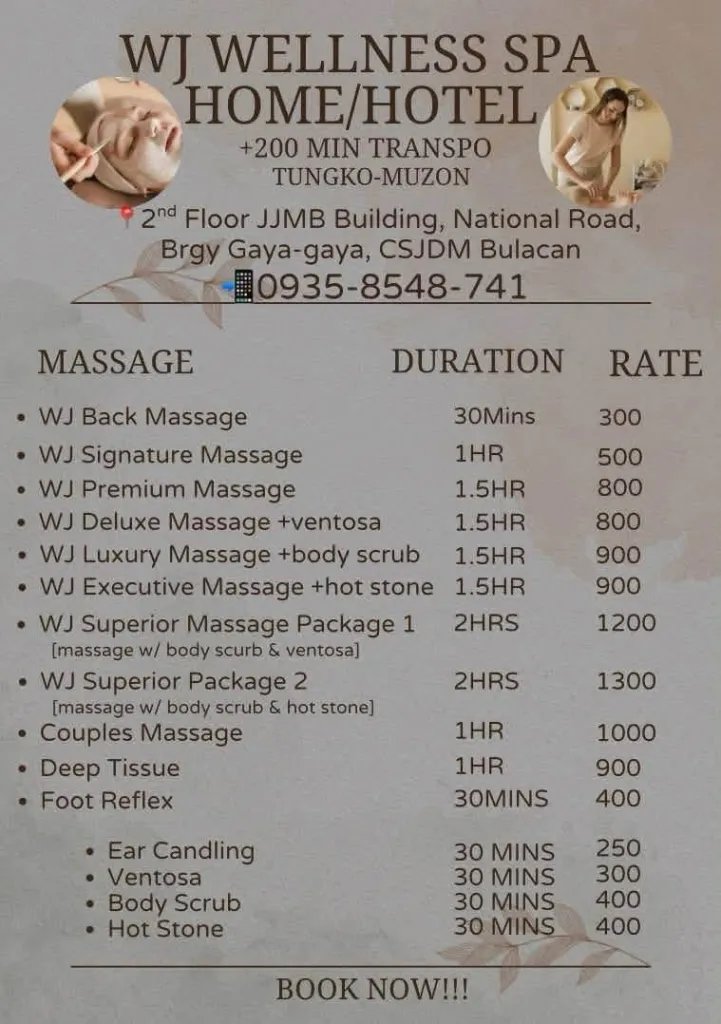 WJ WELLNESS SPA
HOME/HOTEL
+200 MIN TRANSPO
TUNGKO-MUZON
2nd Floor JJMB Building, National Road,
Brgy Gaya-gaya, CSJDM Bulacan
0935-8548-741
MASSAGE DURATION RATE
• WJ Back Massage 30Mins 300
• WJ Signature Massage 1HR 500
• WJ Premium Massage 1.5HR 800
• WJ Deluxe Massage +ventosa 1.5HR 800
• WJ Luxury Massage +body scrub 1.5HR 900
• WJ Executive Massage +hot stone 1.5HR 900
• WJ Superior Massage Package 1 2HRS 1200
[massage w/ body scurb & ventosa]
• WJ Superior Package 2 2HRS 1300
[massage w/ body scrub & hot stone]
• Couples Massage 1HR 1000
• Deep Tissue 1HR 900
• Foot Reflex 30MINS 400
• Ear Candling 30 MINS 250
• Ventosa 30 MINS 300
• Body Scrub 30 MINS 400
• Hot Stone 30 MINS 400
BOOK NOW!!!